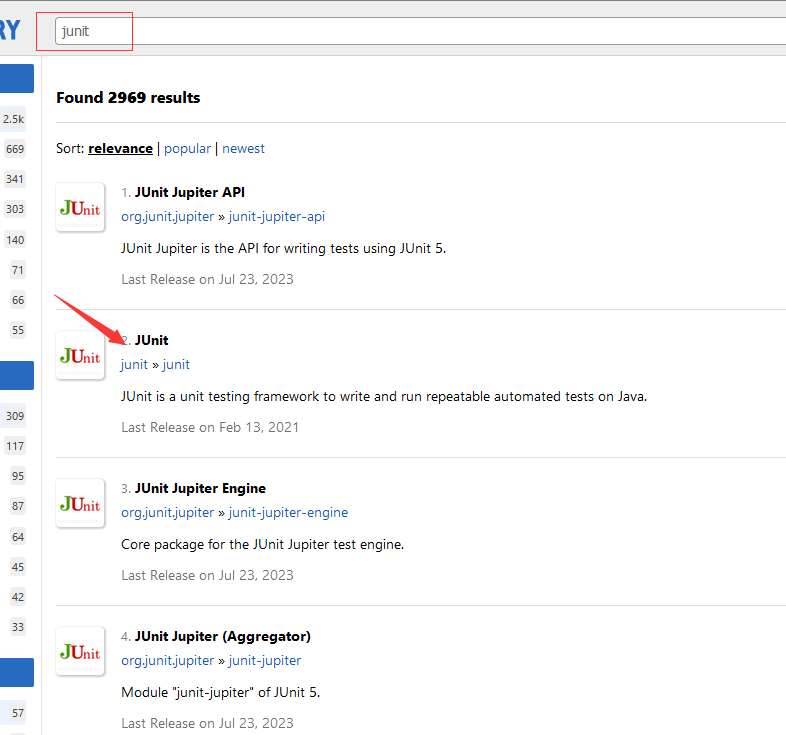 RY
junit
Found 2969 results
2.5k
669
Sort: relevance | popular | newest
341
303
140
71
66
55
JUnit
1. JUnit Jupiter API
org.junit.jupiter » junit-jupiter-api
JUnit Jupiter is the API for writing tests using JUnit 5.
Last Release on Jul 23, 2023
JUnit
2. JUnit
junit » junit
JUnit is a unit testing framework to write and run repeatable automated tests on Java.
Last Release on Feb 13, 2021
309
117
95
87
64
45
42
33
JUnit
3. JUnit Jupiter Engine
org.junit.jupiter » junit-jupiter-engine
Core package for the JUnit Jupiter test engine.
Last Release on Jul 23, 2023
JUnit
4. JUnit Jupiter (Aggregator)
org.junit.jupiter » junit-jupiter
Module "junit-jupiter" of JUnit 5.
Last Release on Jul 23, 2023
57